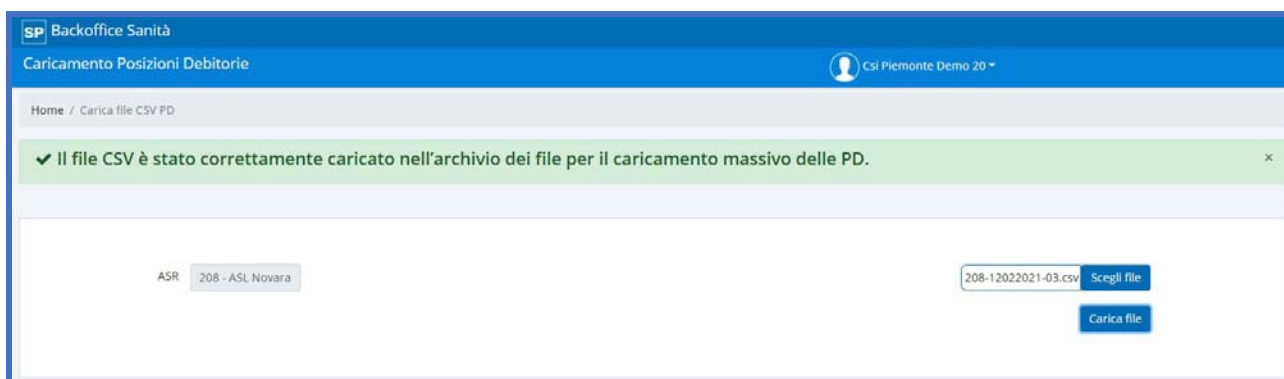 SP Backoffice Sanità
Caricamento Posizioni Debitorie
Csi Piemonte Demo 20
Home / Carica file CSV PD
✔ Il file CSV è stato correttamente caricato nell'archivio dei file per il caricamento massivo delle PD. ×
ASR 208 - ASL Novara
208-12022021-03.csv Scegli file
Carica file